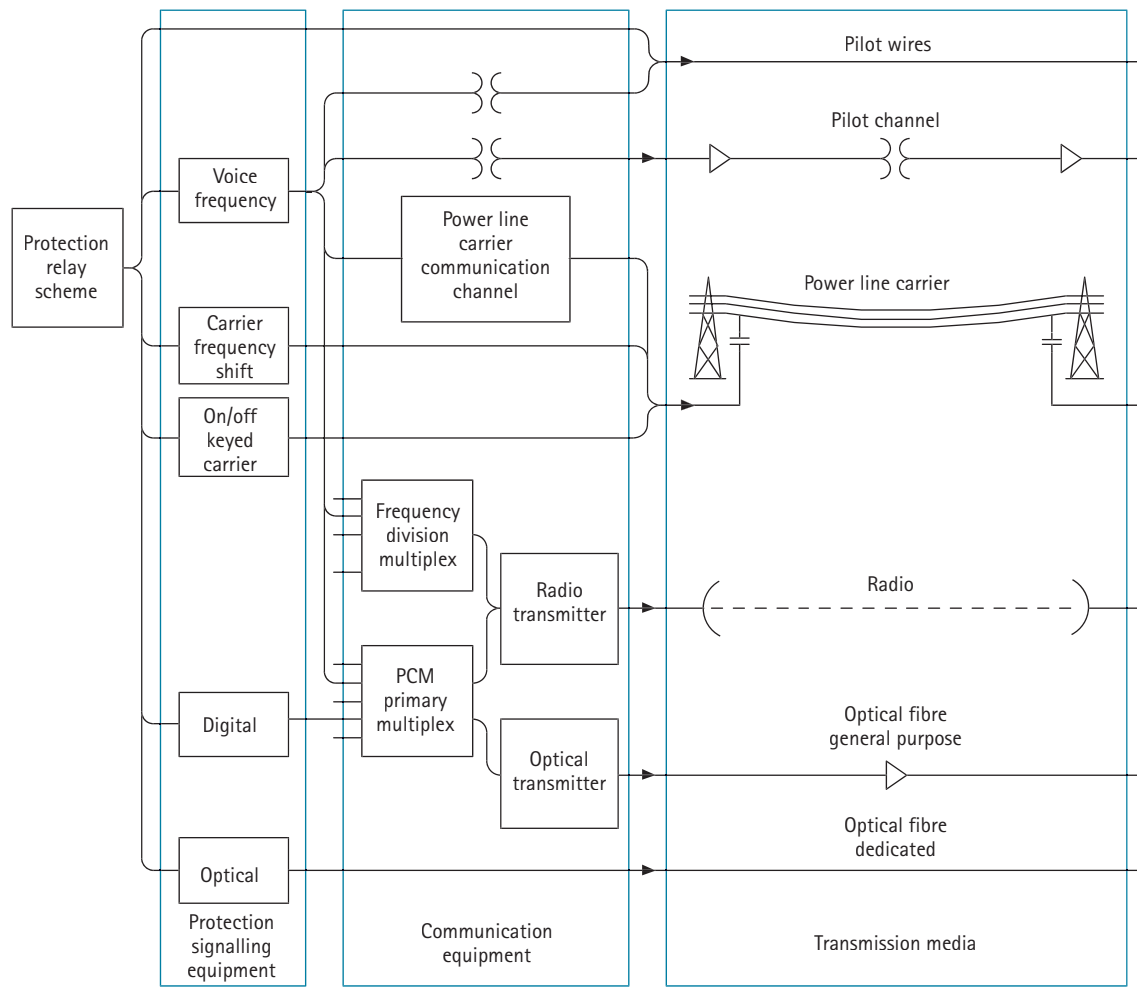 Protection
relay
scheme
Voice
frequency
Carrier
frequency
shift
On/off
keyed
carrier
Digital
Optical
Protection
signalling
equipment
Power line
carrier
communication
channel
Frequency
division
multiplex
Radio
transmitter
PCM
primary
multiplex
Optical
transmitter
Communication
equipment
Pilot wires
Pilot channel
Power line carrier
Radio
Optical fibre
general purpose
Optical fibre
dedicated
Transmission media